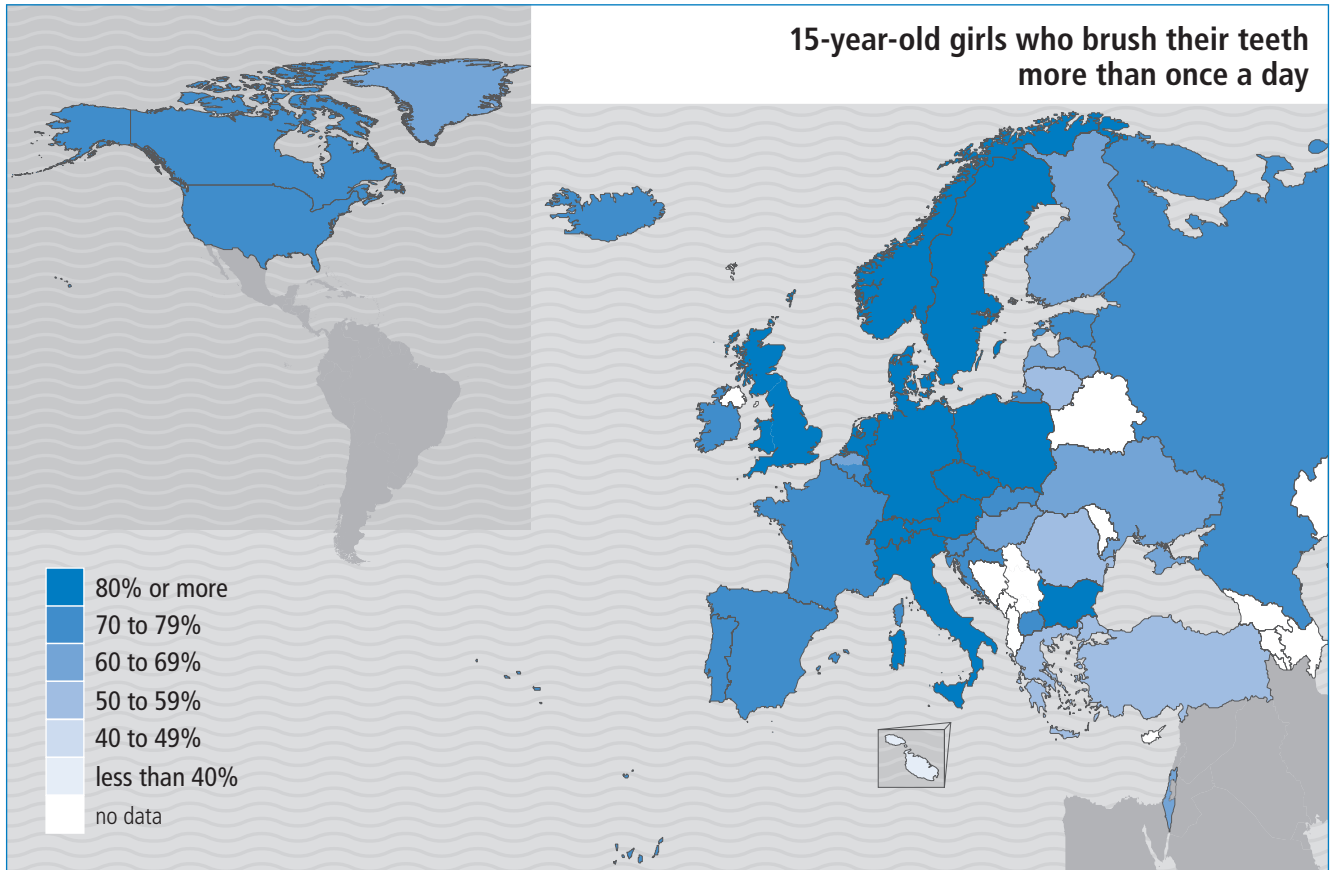 15-year-old girls who brush their teeth
more than once a day
80% or more
70 to 79%
60 to 69%
50 to 59%
40 to 49%
less than 40%
no data